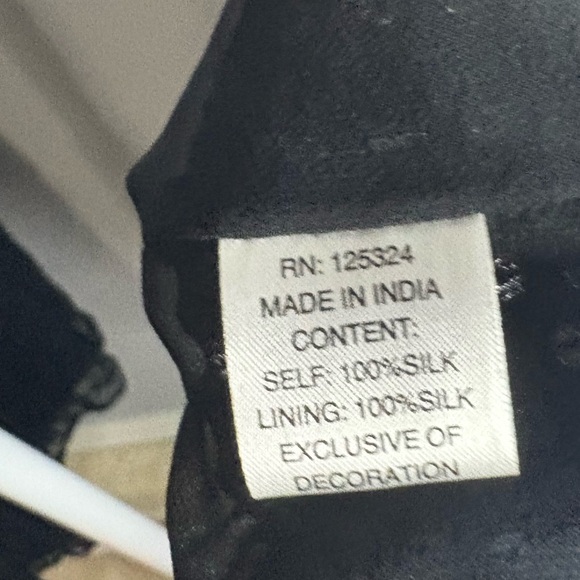 RN: 125324
MADE IN INDIA
CONTENT:
SELF: 100%SILK
LINING: 100%SILK
EXCLUSIVE OF
DECORATION